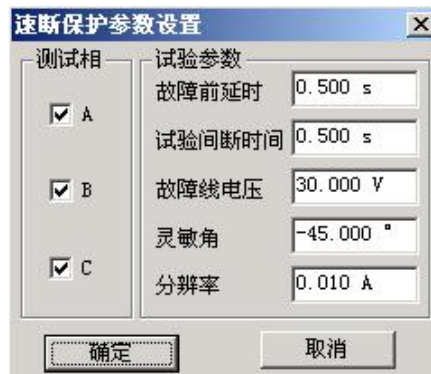 速断保护参数设置
测试相
A
B
C
试验参数
故障前延时 0.500 s
试验间断时间 0.500 s
故障线电压 30.000 V
灵敏角 -45.000 °
分辨率 0.010 A
确定 取消